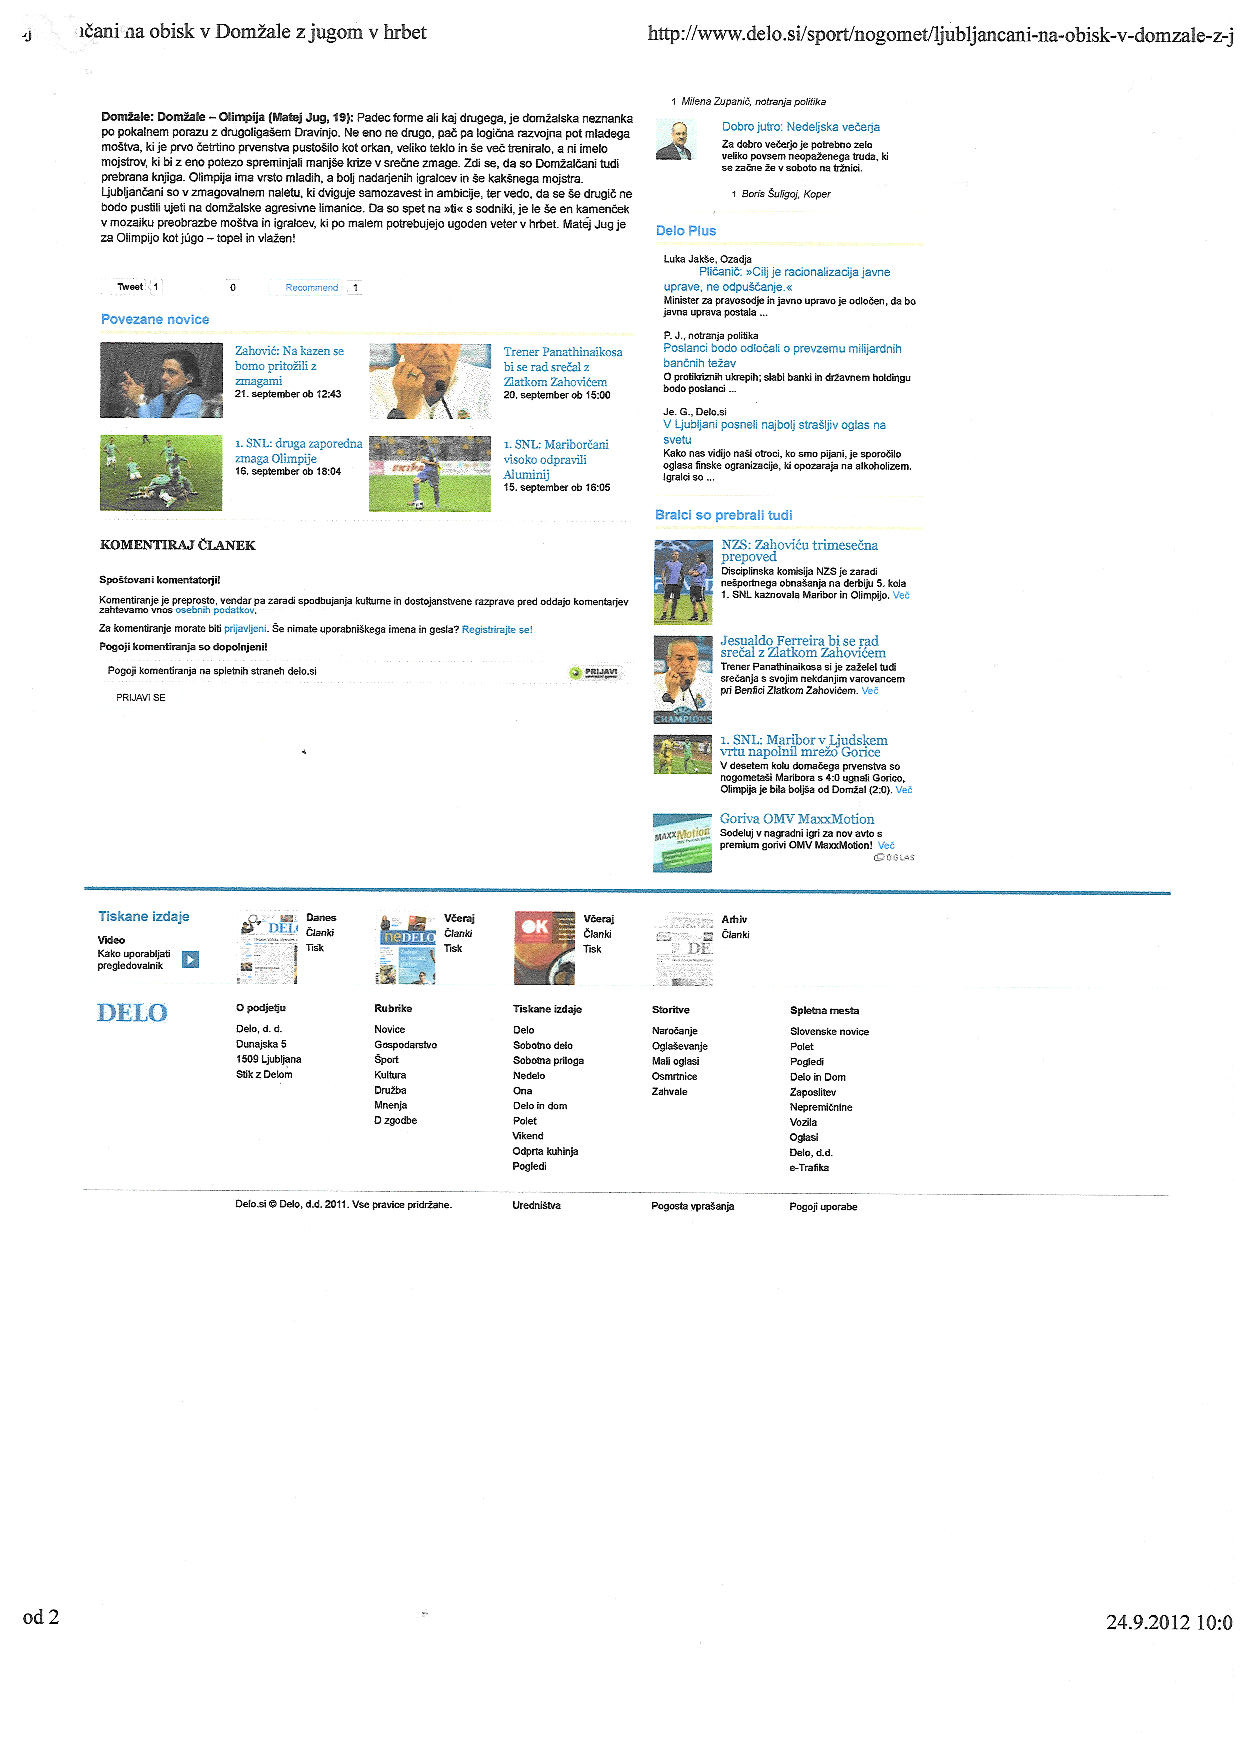 ičani na obisk v Domžale z jugom v hrbet
http://www.delo.si/sport/nogomet/ljubljancani-na-obisk-v-domzale-z-j
Domžale: Domžale – Olimpija (Matej Jug, 19): Padec forme ali kaj drugega, je domžalska neznanka
po pokalnem porazu z drugoligašem Dravinjo. Ne eno ne drugo, pač pa logična razvojna pot mladega
moštva, ki je prvo četrtino prvenstva pustošilo kot orkan, veliko teklo in še več treniralo, a ni imelo
mojstrov, ki bi z eno potezo spreminjali manjše krize v srečne zmage. Zdi se, da so Domžalčani tudi
prebrana knjiga. Olimpija ima vrsto mladih, a bolj nadarjenih igralcev in še kakšnega mojstra.
Ljubljančani so v zmagovalnem naletu, ki dviguje samozavest in ambicije, ter vedo, da se še drugič ne
bodo pustili ujeti na domžalske agresivne limanice. Da so spet na »ti« s sodniki, je le še en kamenček
v mozaiku preobrazbe moštva in igralcev, ki po malem potrebujejo ugoden veter v hrbet. Matej Jug je
za Olimpijo kot júgo – topel in vlažen!
Tweet 1
0
Recommend 1
Povezane novice
Zahović: Na kazen se
bomo pritožili z
zmagami
21. september ob 12:43
Trener Panathinaikosa
bi se rad srečal z
Zlatkom Zahovićem
20. september ob 15:00
1. SNL: druga zaporedna
zmaga Olimpije
16. september ob 18:04
1. SNL: Mariborčani
visoko odpravili
Aluminij
15. september ob 16:05
KOMENTIRAJ ČLANEK
Spoštovani komentatorji!
Komentiranje je preprosto, vendar pa zaradi spodbujanja kulturne in dostojanstvene razprave pred oddajo komentarjev
zahtevamo vnos osebnih podatkov.
Za komentiranje morate biti prijavljeni. Še nimate uporabniškega imena in gesla? Registrirajte se!
Pogoji komentiranja so dopolnjeni!
Pogoji komentiranja na spletnih straneh delo.si
PRIJAVI
PRIJAVI SE
1 Milena Zupanič, notranja politika
Dobro jutro: Nedeljska večerja
Za dobro večerjo je potrebno zelo
veliko povsem neopaženega truda, ki
se začne že v soboto na tržnici.
1 Boris Šuligoj, Koper
Delo Plus
Luka Jakše, Ozadja
Pličanič: »Cilj je racionalizacija javne
uprave, ne odpuščanje.«
Minister za pravosodje in javno upravo je odločen, da bo
javna uprava postala ...
P. J., notranja politika
Poslanci bodo odločali o prevzemu milijardnih
bančnih težav
O protikriznih ukrepih; slabi banki in državnem holdingu
bodo poslanci ...
Je. G., Delo.si
V Ljubljani posneli najbolj strašljiv oglas na
svetu
Kako nas vidijo naši otroci, ko smo pijani, je sporočilo
oglasa finske ogranizacije, ki opozaraja na alkoholizem.
Igralci so ...
Bralci so prebrali tudi
NZS: Zahoviću trimesečna
prepoved
Disciplinska komisija NZS je zaradi
nešportnega obnašanja na derbiju 5. kola
1. SNL kaznovala Maribor in Olimpijo. Več
Jesualdo Ferreira bi se rad
srečal z Zlatkom Zahovićem
Trener Panathinaikosa si je zaželel tudi
srečanja s svojim nekdanjim varovancem
pri Benfici Zlatkom Zahovićem. Več
CHAMPIONS
1. SNL: Maribor v Ljudskem
vrtu napolnil mrežo Gorice
V desetem kolu domačega prvenstva so
nogometaši Maribora s 4:0 ugnali Gorico,
Olimpija je bila boljša od Domžal (2:0). Več
Goriva OMV MaxxMotion
Sodeluj v nagradni igri za nov avto s
premium gorivi OMV MaxxMotion! Več
MAXXMotion
OGLAS
Tiskane izdaje
Video
Kako uporabljati
pregledovalnik
Danes
Članki
Tisk
neDELO
Včeraj
Članki
Tisk
OK
Včeraj
Članki
Tisk
Arhiv
Članki
DELO
O podjetju
Delo, d. d.
Dunajska 5
1509 Ljubljana
Stik z Delom
Rubrike
Novice
Gospodarstvo
Šport
Kultura
Družba
Mnenja
D zgodbe
Tiskane izdaje
Delo
Sobotno delo
Sobotna priloga
Nedelo
Ona
Delo in dom
Polet
Vikend
Odprta kuhinja
Pogledi
Storitve
Naročanje
Oglaševanje
Mali oglasi
Osmrtnice
Zahvale
Spletna mesta
Slovenske novice
Polet
Pogledi
Delo in Dom
Zaposlitev
Nepremičnine
Vozila
Oglasi
Delo, d.d.
e-Trafika
Delo.si © Delo, d.d. 2011. Vse pravice pridržane.
Uredništva
Pogosta vprašanja
Pogoji uporabe
od 2
24.9.2012 10:0